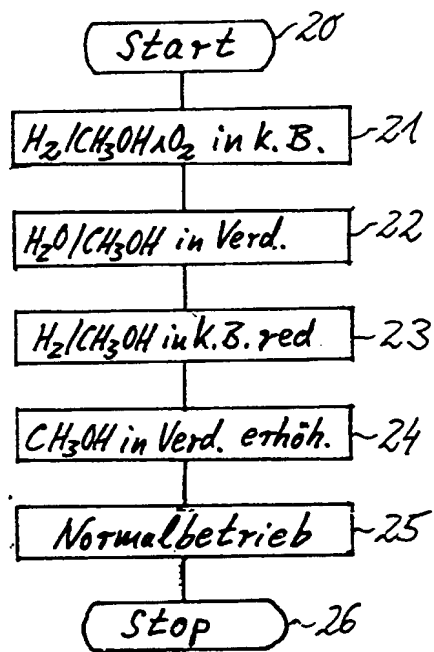 Start 20
H₂/CH₃OH∧O₂ in k.B. 21
H₂O/CH₃OH in Verd. 22
H₂/CH₃OH in k.B. red 23
CH₃OH in Verd. erhöh. 24
Normalbetrieb 25
Stop 26